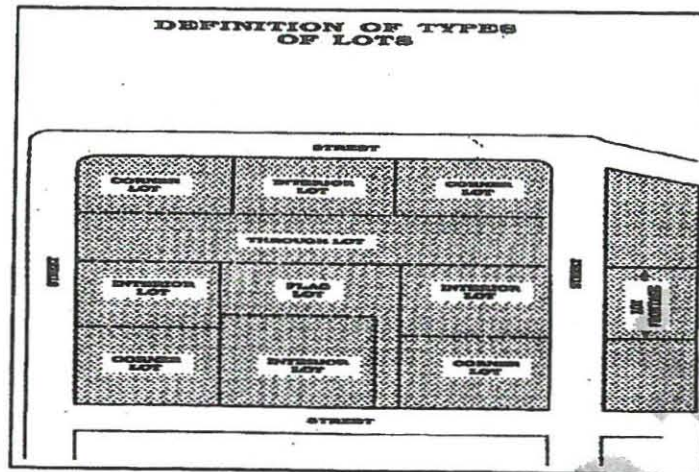 DEFINITION OF TYPES
OF LOTS
STREET
CORNER
LOT
INTERIOR
LOT
CORNER
LOT
THROUGH LOT
STREET
STREET
INTERIOR
LOT
FLAG
LOT
INTERIOR
LOT
CORNER
LOT
INTERIOR
LOT
CORNER
LOT
STREET